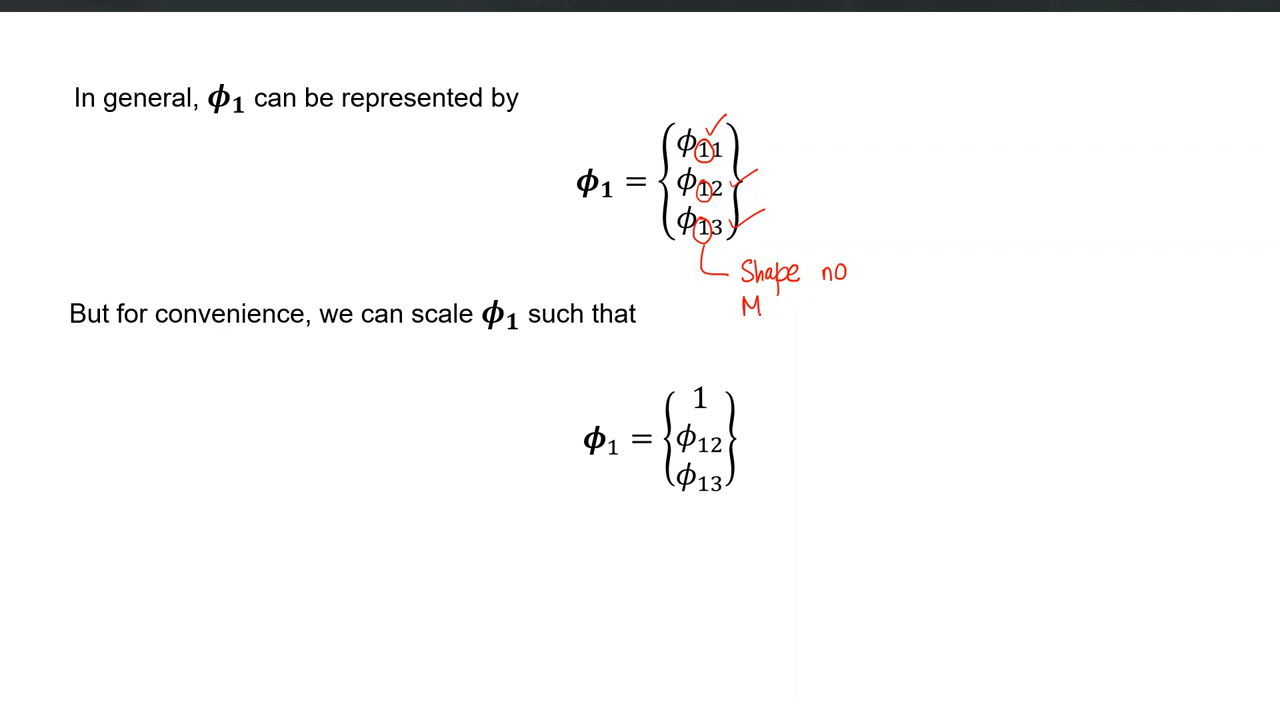 In general, ϕ₁ can be represented by
ϕ₁ = {ϕ₁₁
ϕ₁₂
ϕ₁₃}
Shape no
M
But for convenience, we can scale ϕ₁ such that
ϕ₁ = {1
ϕ₁₂
ϕ₁₃}